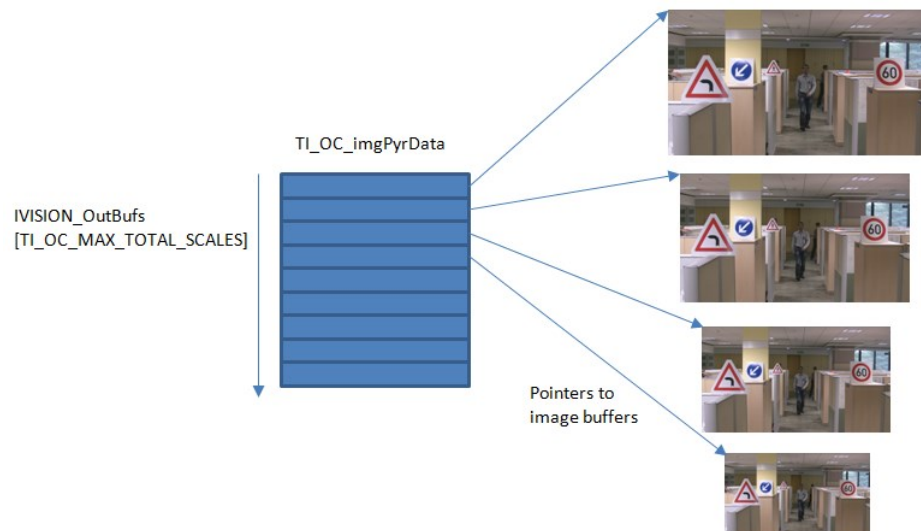 TI_OC_imgPyrData
IVISION_OutBufs
[TI_OC_MAX_TOTAL_SCALES]
Pointers to
image buffers
60
60
60
60